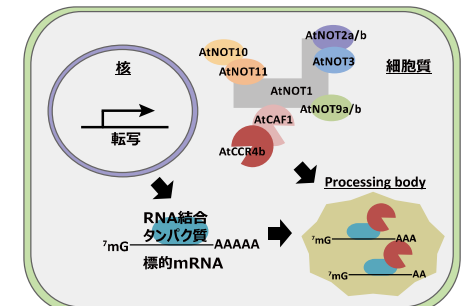 核
転写
AtNOT10
AtNOT11
AtNOT2a/b
AtNOT3
AtNOT1
AtNOT9a/b
AtCAF1
AtCCR4b
細胞質
RNA結合
タンパク質
⁷mG AAAAA
標的mRNA
Processing body
⁷mG AAA
⁷mG AA